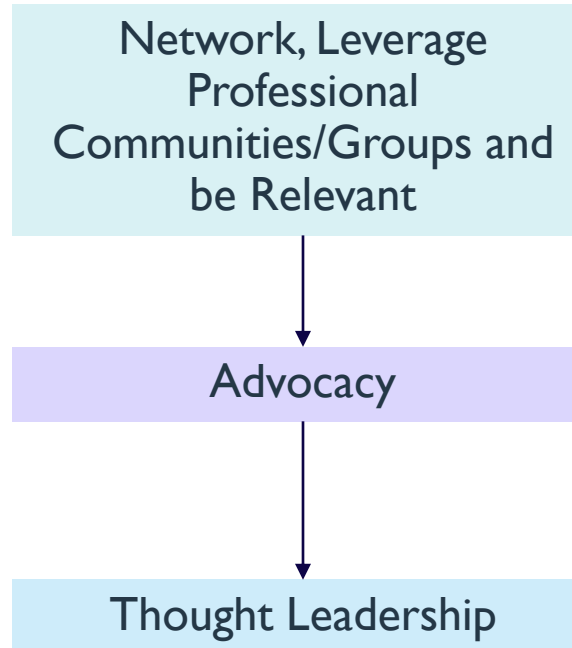 Network, Leverage
Professional
Communities/Groups and
be Relevant
Advocacy
Thought Leadership